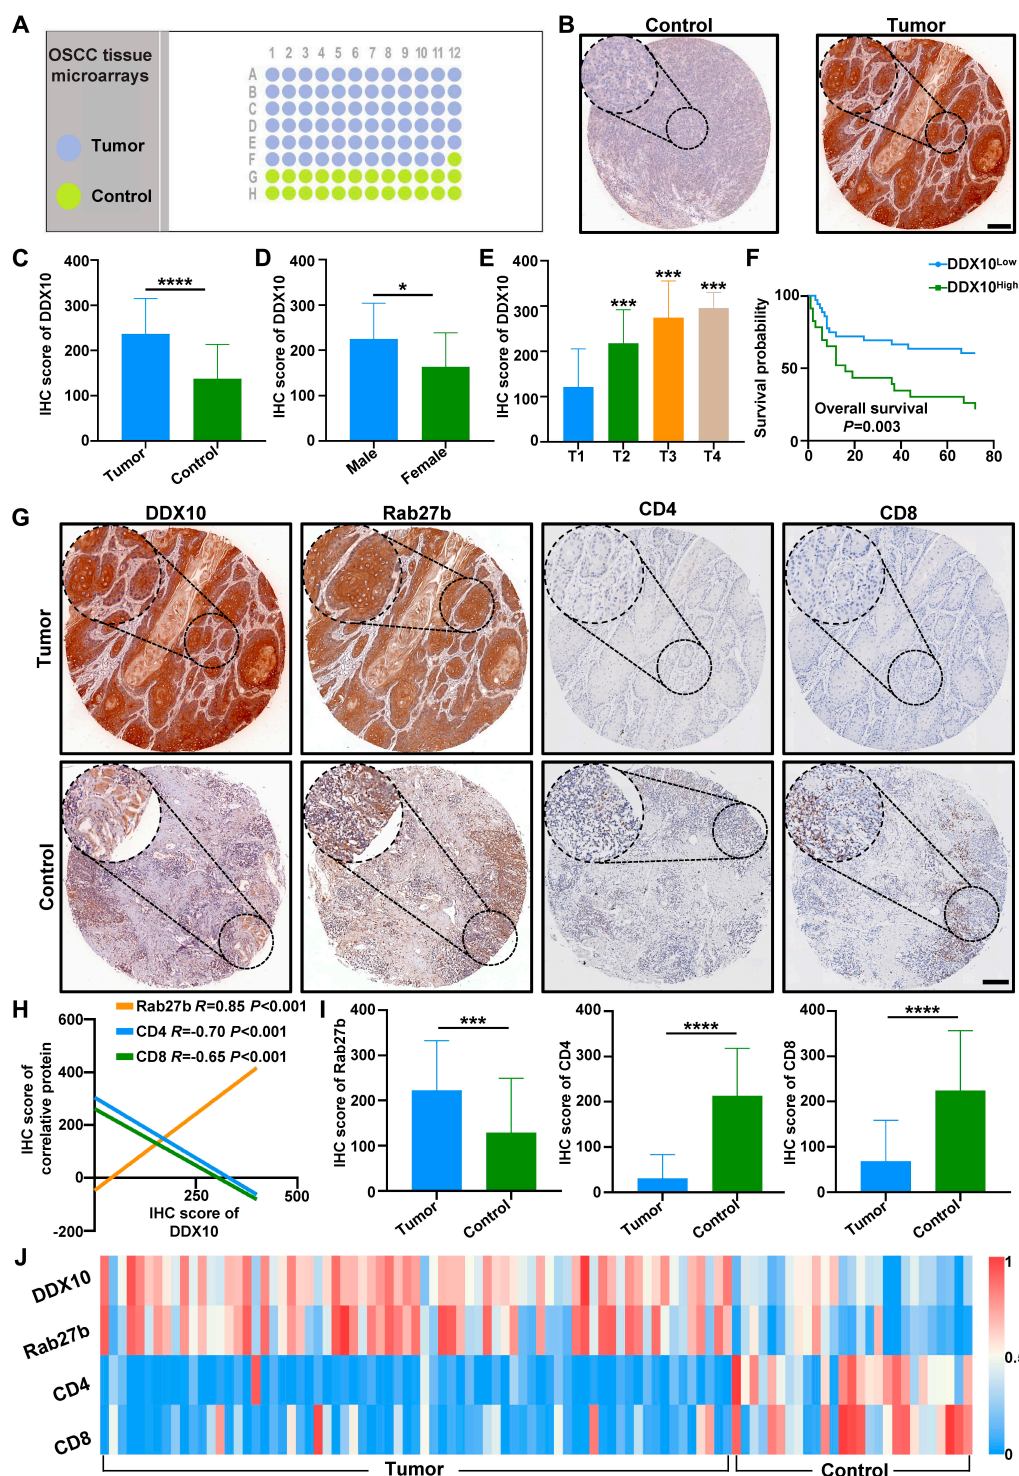 A
OSCC tissue
microarrays
Tumor
Control
1 2 3 4 5 6 7 8 9 10 11 12
A
B
C
D
E
F
G
H
B
Control
Tumor
C
IHC score of DDX10
400
300
200
100
0
****
Tumor
Control
D
IHC score of DDX10
400
300
200
100
0
*
Male
Female
E
IHC score of DDX10
400
300
200
100
0
***
***
***
T1 T2 T3 T4
F
DDX10Low
DDX10High
Survival probability
100
50
0
Overall survival
P=0.003
0 20 40 60 80
G
DDX10 Rab27b CD4 CD8
Tumor
Control
H
Rab27b R=0.85 P<0.001
CD4 R=-0.70 P<0.001
CD8 R=-0.65 P<0.001
IHC score of
correlative protein
600
400
200
0
-200
250 500
IHC score of
DDX10
I
IHC score of Rab27b
400
300
200
100
0
***
Tumor
Control
IHC score of CD4
400
300
200
100
0
****
Tumor
Control
IHC score of CD8
400
300
200
100
0
****
Tumor
Control
J
DDX10
Rab27b
CD4
CD8
1
0.5
0
Tumor
Control